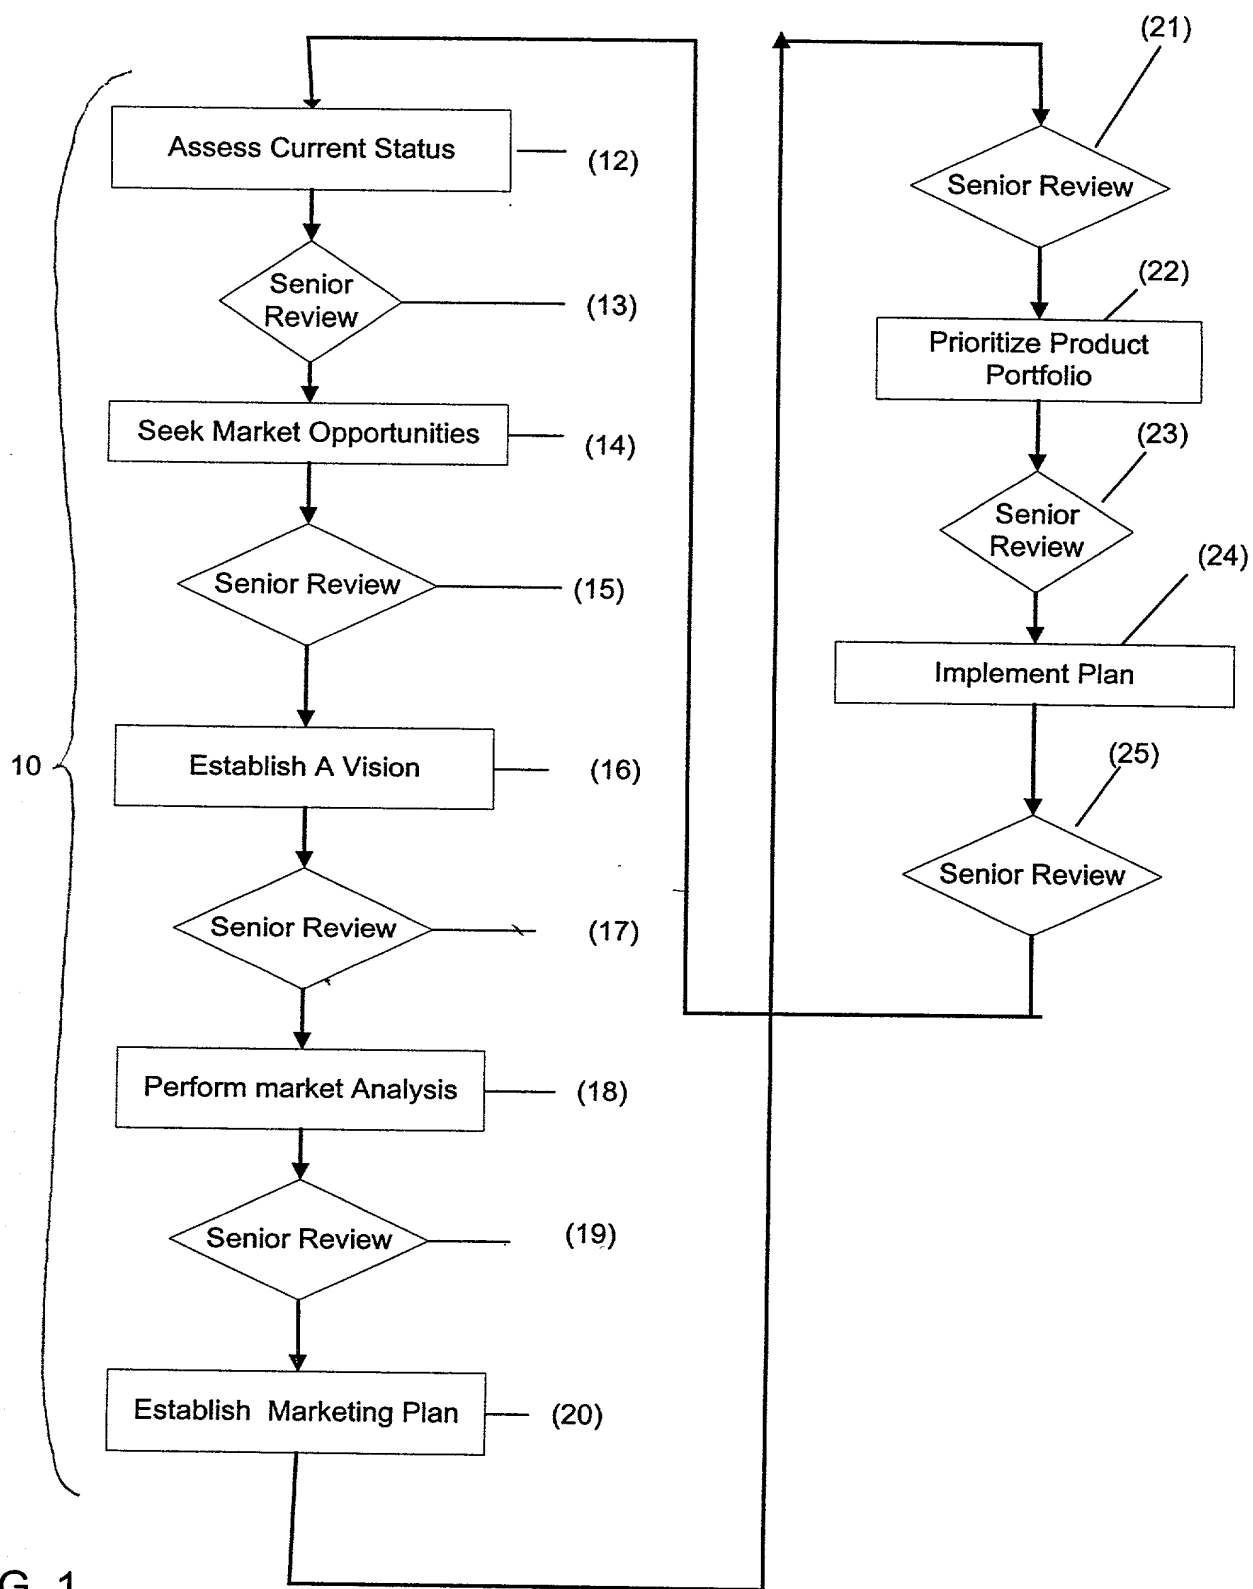 Assess Current Status
(12)
Senior
Review
(13)
Seek Market Opportunities
(14)
Senior Review
(15)
Establish A Vision
(16)
10
Senior Review
(17)
Perform market Analysis
(18)
Senior Review
(19)
Establish Marketing Plan
(20)
(21)
Senior Review
(22)
Prioritize Product
Portfolio
(23)
Senior
Review
(24)
Implement Plan
(25)
Senior Review
G. 1